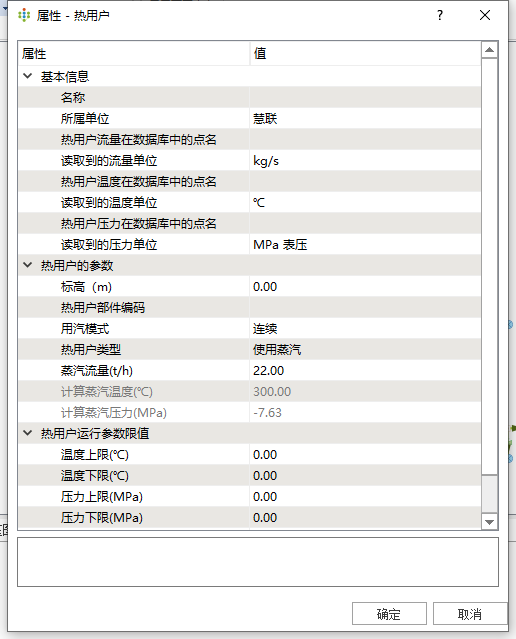 属性 - 热用户 ?
属性 值
基本信息
名称
所属单位 慧联
热用户流量在数据库中的点名
读取到的流量单位 kg/s
热用户温度在数据库中的点名
读取到的温度单位 ℃
热用户压力在数据库中的点名
读取到的压力单位 MPa 表压
热用户的参数
标高（m) 0.00
热用户部件编码
用汽模式 连续
热用户类型 使用蒸汽
蒸汽流量(t/h) 22.00
计算蒸汽温度(℃) 300.00
计算蒸汽压力(MPa) -7.63
热用户运行参数限值
温度上限(℃) 0.00
温度下限(℃) 0.00
压力上限(MPa) 0.00
压力下限(MPa) 0.00
确定 取消